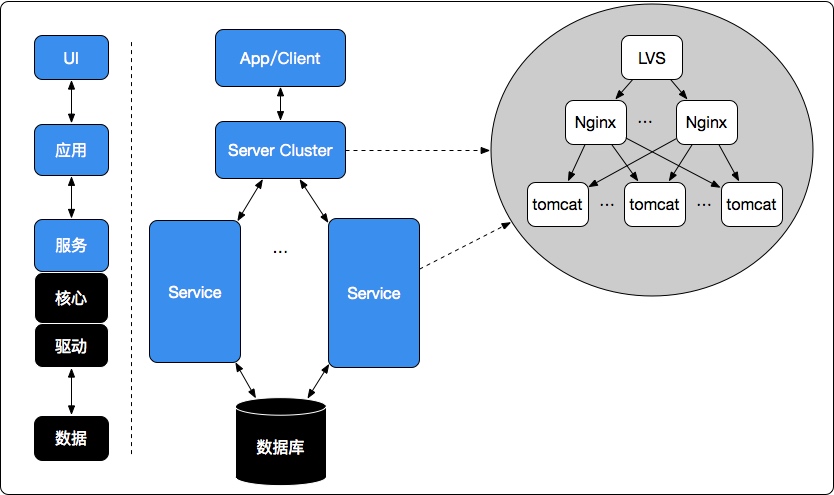 UI
应用
服务
核心
驱动
数据
App/Client
Server Cluster
Service
...
Service
数据库
LVS
Nginx
...
Nginx
tomcat
...
tomcat
...
tomcat